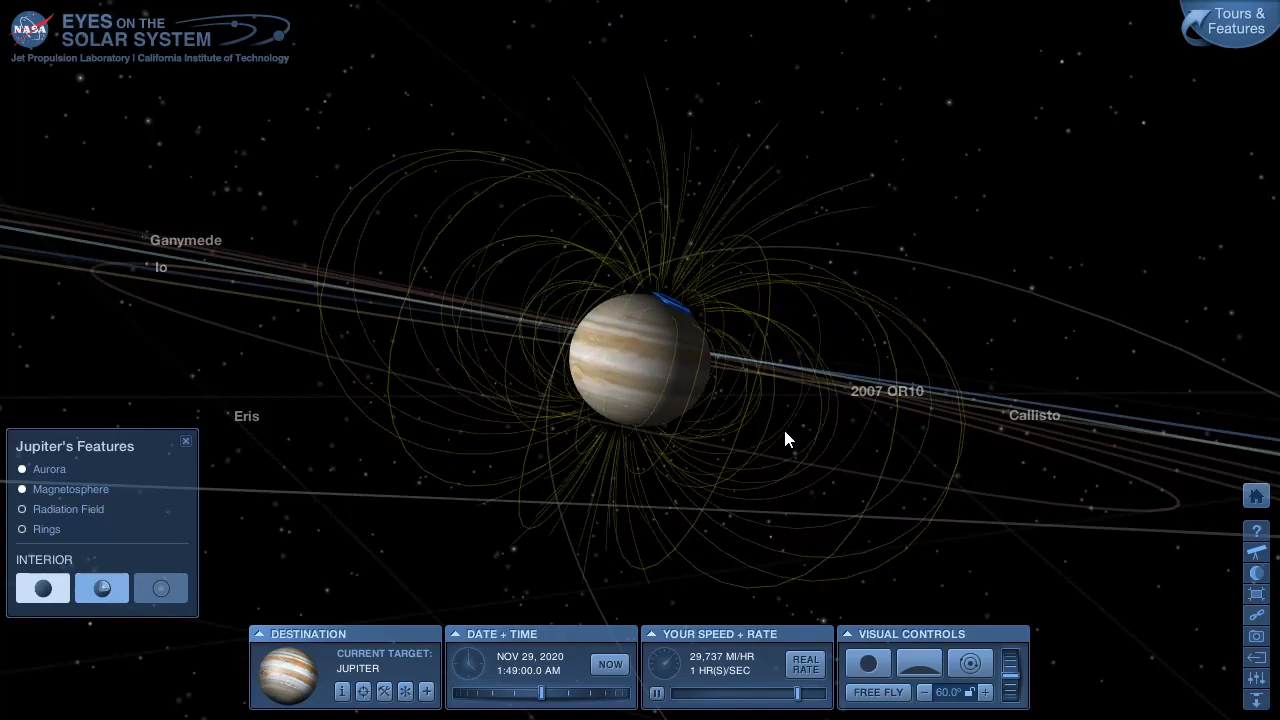 NASA
EYES ON THE
SOLAR SYSTEM
Jet Propulsion Laboratory | California Institute of Technology
Tours &
Features
Ganymede
Io
2007 OR10
Eris
Callisto
Jupiter's Features
Aurora
Magnetosphere
Radiation Field
Rings
INTERIOR
DESTINATION
CURRENT TARGET:
JUPITER
DATE + TIME
NOV 29, 2020
1:49:00.0 AM
NOW
YOUR SPEED + RATE
29,737 MI/HR
1 HR(S)/SEC
REAL
RATE
VISUAL CONTROLS
FREE FLY
60.0º
?